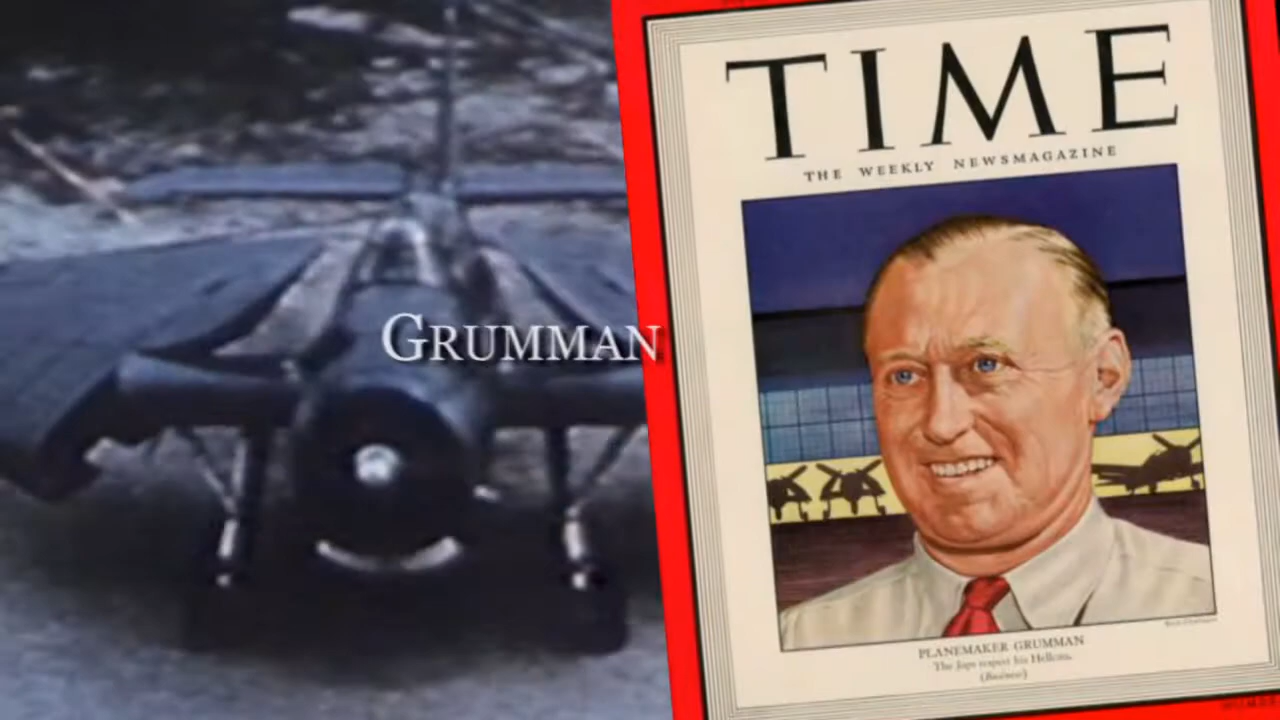 GRUMMAN
TIME
THE WEEKLY NEWSMAGAZINE
PLANEMAKER GRUMMAN
The Japs respect his Hellcats.
(Business)